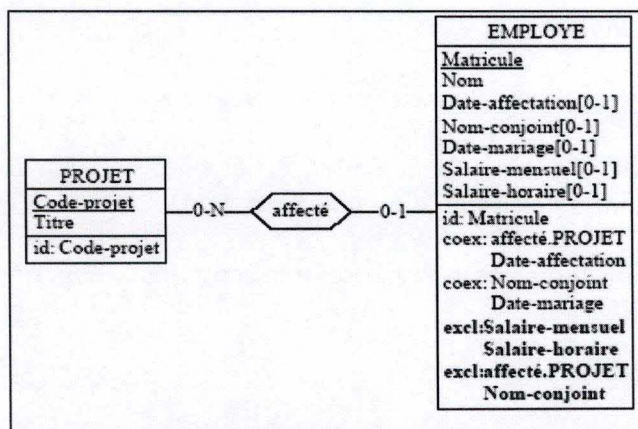 PROJET
Code-projet
Titre
id: Code-projet
0-N
affecté
0-1
EMPLOYE
Matricule
Nom
Date-affectation[0-1]
Nom-conjoint[0-1]
Date-mariage[0-1]
Salaire-mensuel[0-1]
Salaire-horaire[0-1]
id: Matricule
coex: affecté.PROJET
Date-affectation
coex: Nom-conjoint
Date-mariage
excl:Salaire-mensuel
Salaire-horaire
excl:affecté.PROJET
Nom-conjoint